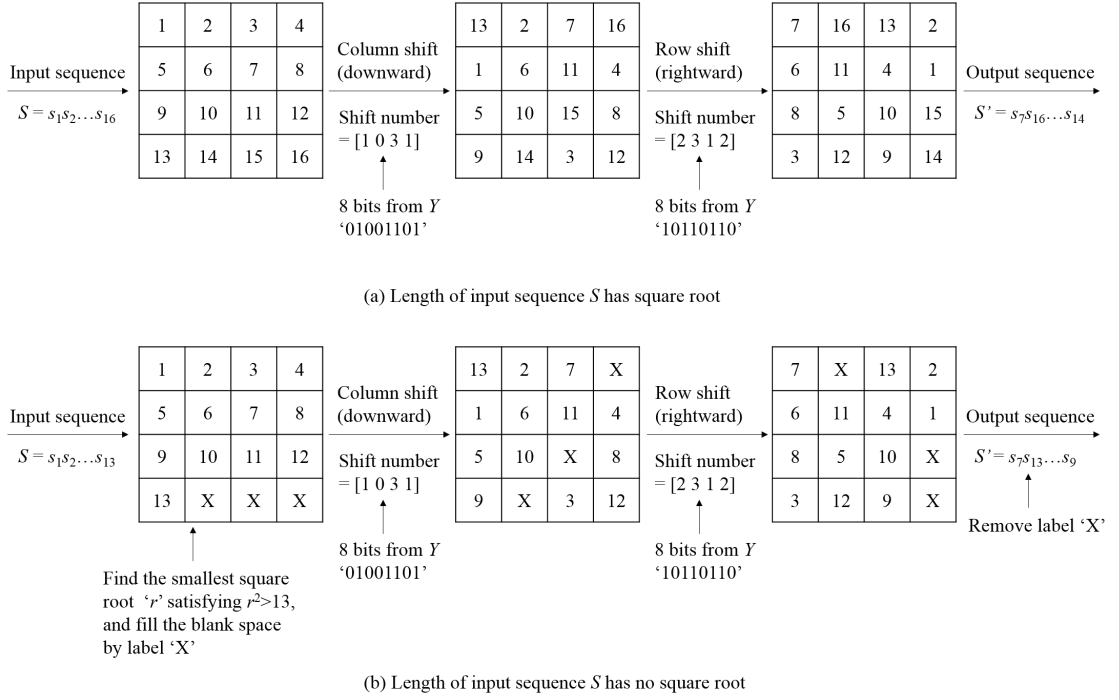 Input sequence
S = s₁s₂…s₁₆
1 2 3 4
5 6 7 8
9 10 11 12
13 14 15 16
Column shift
(downward)
Shift number
= [1 0 3 1]
8 bits from Y
‘01001101’
13 2 7 16
1 6 11 4
5 10 15 8
9 14 3 12
Row shift
(rightward)
Shift number
= [2 3 1 2]
8 bits from Y
‘10110110’
7 16 13 2
6 11 4 1
8 5 10 15
3 12 9 14
Output sequence
S’ = s₇s₁₆…s₁₄
(a) Length of input sequence S has square root
Input sequence
S = s₁s₂…s₁₃
1 2 3 4
5 6 7 8
9 10 11 12
13 X X X
Find the smallest square
root ‘r’ satisfying r²>13,
and fill the blank space
by label ‘X’
Column shift
(downward)
Shift number
= [1 0 3 1]
8 bits from Y
‘01001101’
13 2 7 X
1 6 11 4
5 10 X 8
9 X 3 12
Row shift
(rightward)
Shift number
= [2 3 1 2]
8 bits from Y
‘10110110’
7 X 13 2
6 11 4 1
8 5 10 X
3 12 9 X
Output sequence
S’ = s₇s₁₃…s₉
Remove label ‘X’
(b) Length of input sequence S has no square root